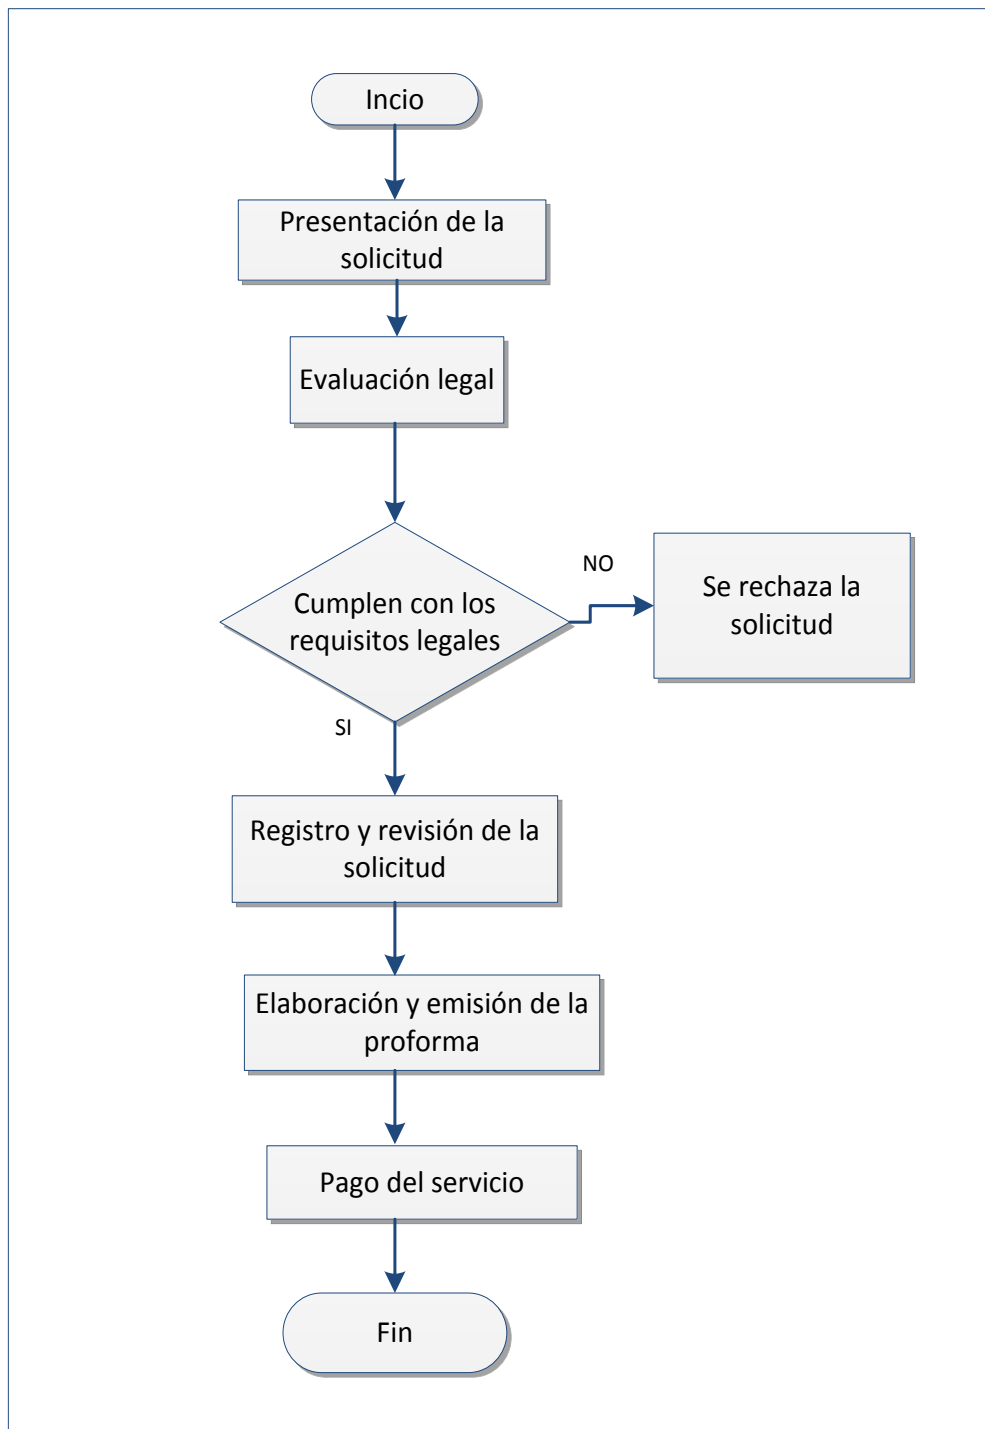 Incio
Presentación de la
solicitud
Evaluación legal
Cumplen con los
requisitos legales
NO
Se rechaza la
solicitud
SI
Registro y revisión de la
solicitud
Elaboración y emisión de la
proforma
Pago del servicio
Fin